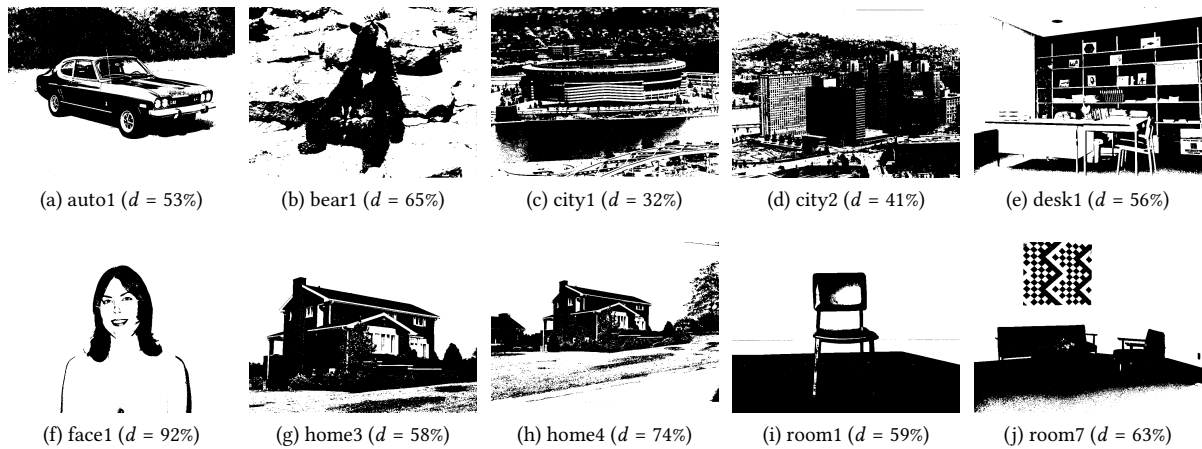 (a) auto1 (d = 53%)
(b) bear1 (d = 65%)
(c) city1 (d = 32%)
(d) city2 (d = 41%)
(e) desk1 (d = 56%)
(f) face1 (d = 92%)
(g) home3 (d = 58%)
(h) home4 (d = 74%)
(i) room1 (d = 59%)
(j) room7 (d = 63%)